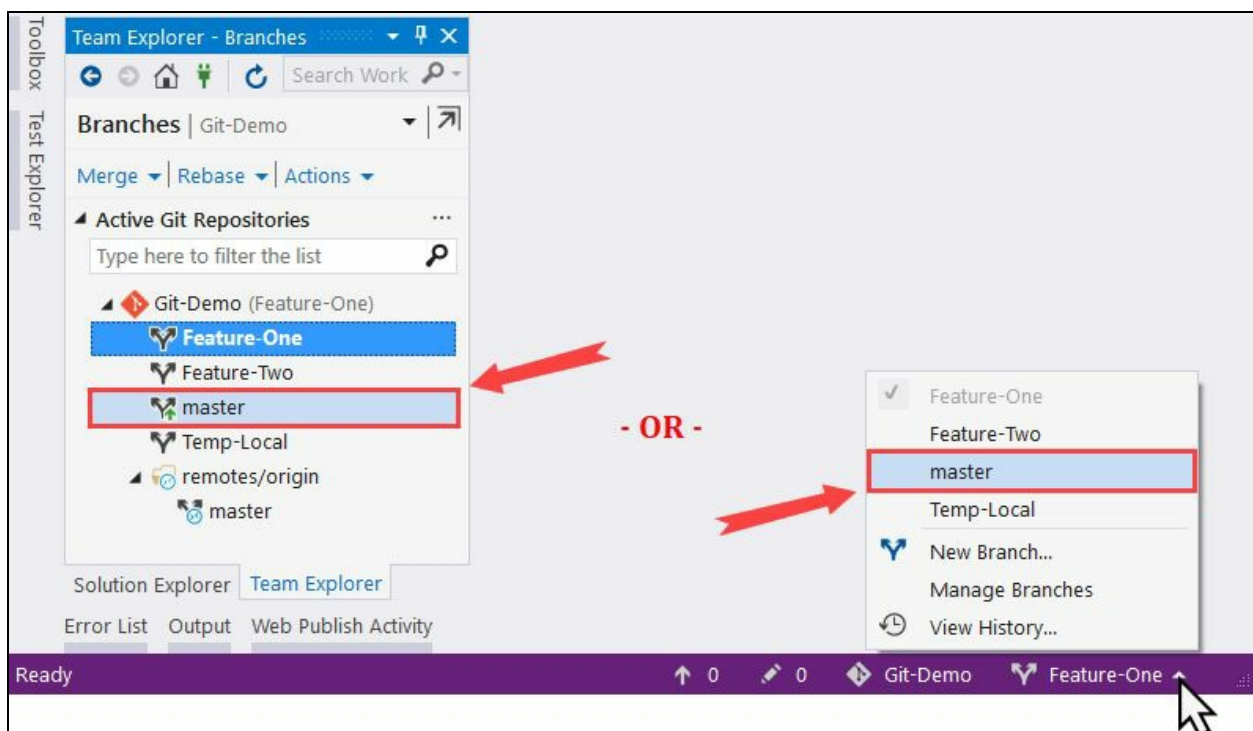 Toolbox
Test Explorer
Team Explorer - Branches
Search Work
Branches | Git-Demo
Merge | Rebase | Actions
Active Git Repositories
...
Type here to filter the list
Git-Demo (Feature-One)
Feature-One
Feature-Two
master
Temp-Local
remotes/origin
master
Solution Explorer Team Explorer
Error List Output Web Publish Activity
- OR -
Feature-One
Feature-Two
master
Temp-Local
New Branch...
Manage Branches
View History...
Ready 0 0 Git-Demo Feature-One